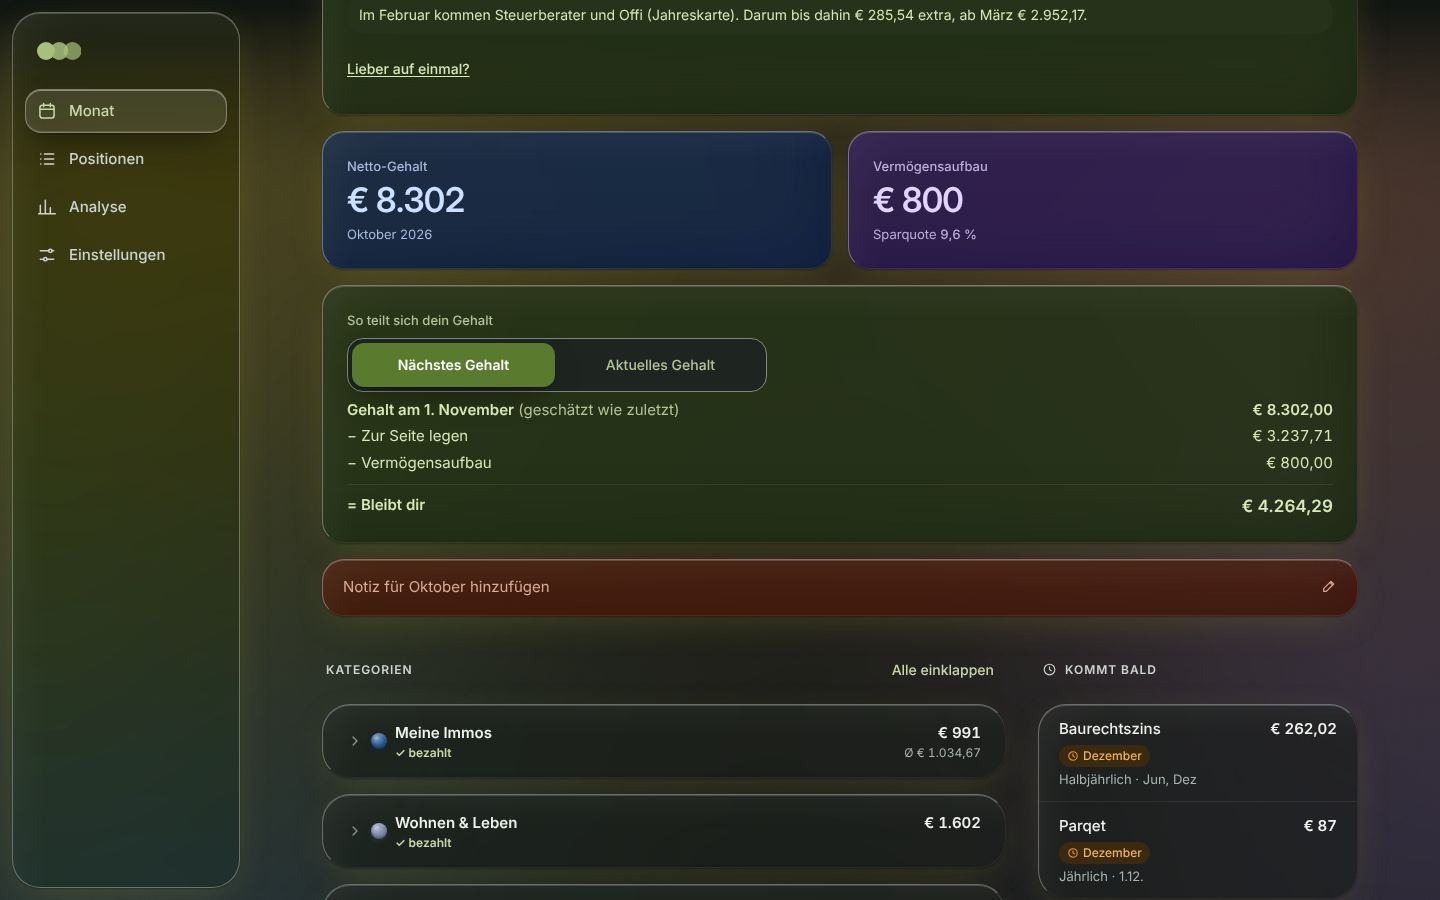 Im Februar kommen Steuerberater und Offi (Jahreskarte). Darum bis dahin € 285,54 extra, ab März € 2.952,17.
Lieber auf einmal?
Monat
Positionen
Analyse
Einstellungen
Netto-Gehalt
€ 8.302
Oktober 2026
Vermögensaufbau
€ 800
Sparquote 9,6 %
So teilt sich dein Gehalt
Nächstes Gehalt
Aktuelles Gehalt
Gehalt am 1. November (geschätzt wie zuletzt) € 8.302,00
− Zur Seite legen € 3.237,71
− Vermögensaufbau € 800,00
= Bleibt dir € 4.264,29
Notiz für Oktober hinzufügen
KATEGORIEN
Alle einklappen
Meine Immos € 991
✓ bezahlt Ø € 1.034,67
Wohnen & Leben € 1.602
✓ bezahlt
KOMMT BALD
Baurechtszins € 262,02
Dezember
Halbjährlich · Jun, Dez
Parqet € 87
Dezember
Jährlich · 1.12.